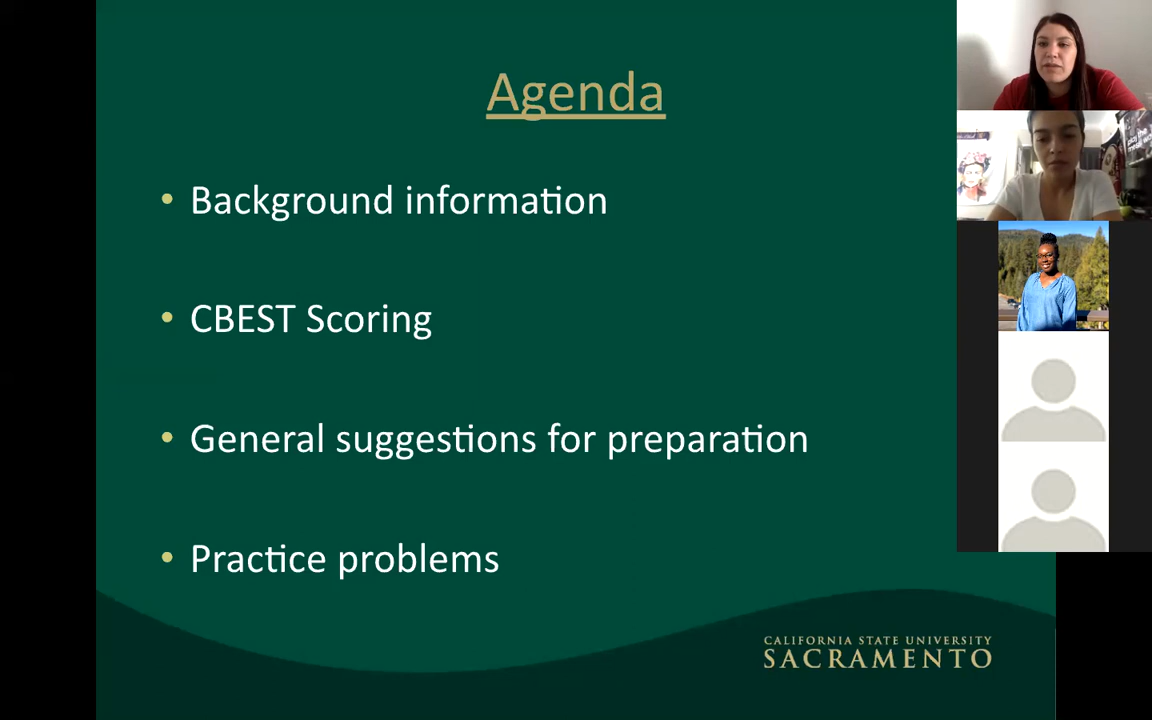 Agenda
• Background information
• CBEST Scoring
• General suggestions for preparation
• Practice problems
CALIFORNIA STATE UNIVERSITY
SACRAMENTO